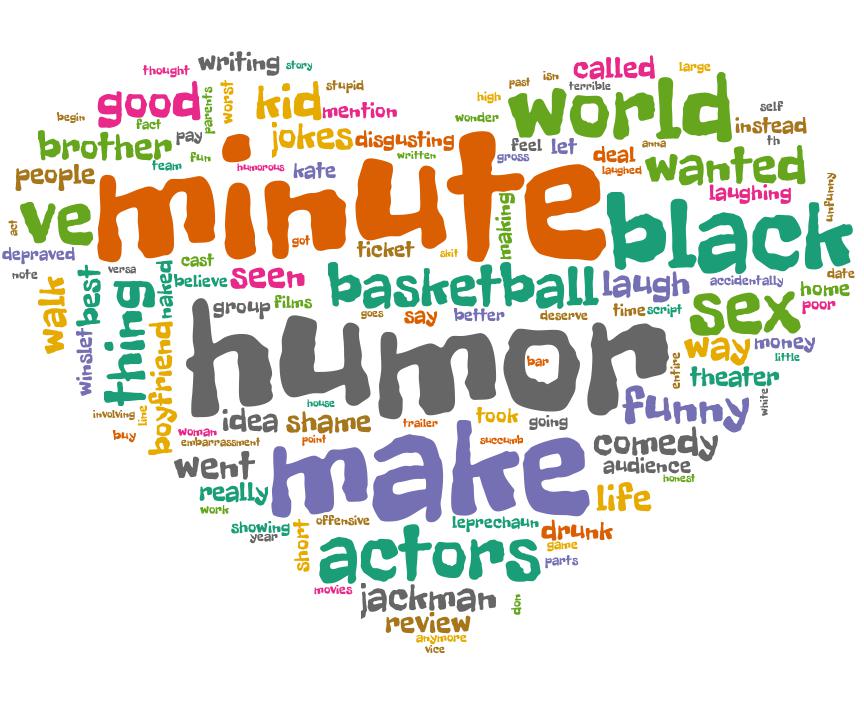 thought
writing
story
good
parents
worst
kid
stupid
mention
past
isn
called
large
high
terrible
world
self
begin
fact
pay
brother
jokes
disgusting
wonder
instead
th
team
fun
written
feel
let
gross
deal
anna
people
humorous
kate
laughed
wanted
laughing
unfunny
minute
act
ve
got
ticket
skit
making
black
depraved
note
versa
cast
believe
seen
basketball
laugh
accidentally
date
home
poor
walk
best
thing
naked
group
films
goes
say
better
deserve
time
script
sex
winslet
boyfriend
humor
bar
entire
way
money
little
theater
involving
line
buy
house
funny
white
woman
idea
shame
trailer
took
going
embarrassment
point
succumb
comedy
went
make
audience
honest
really
work
life
showing
year
short
offensive
leprechaun
drunk
game
actors
parts
movies
jackman
don
review
anymore
vice